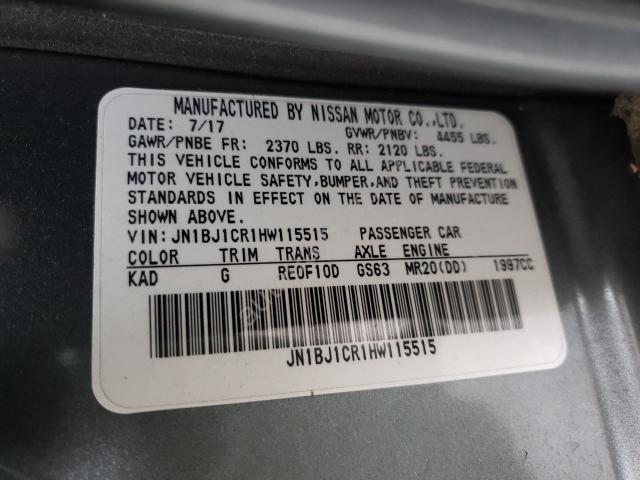 MANUFACTURED BY NISSAN MOTOR CO.,LTD.
DATE: 7/17 GVWR/PNBV: 4455 LBS.
GAWR/PNBE FR: 2370 LBS. RR: 2120 LBS.
THIS VEHICLE CONFORMS TO ALL APPLICABLE FEDERAL
MOTOR VEHICLE SAFETY,BUMPER,AND THEFT PREVENTION
STANDARDS IN EFFECT ON THE DATE OF MANUFACTURE
SHOWN ABOVE.
VIN:JN1BJ1CR1HW115515 PASSENGER CAR
COLOR TRIM TRANS AXLE ENGINE
KAD G RE0F10D GS63 MR20(DD) 1997CC
JN1BJ1CR1HW115515